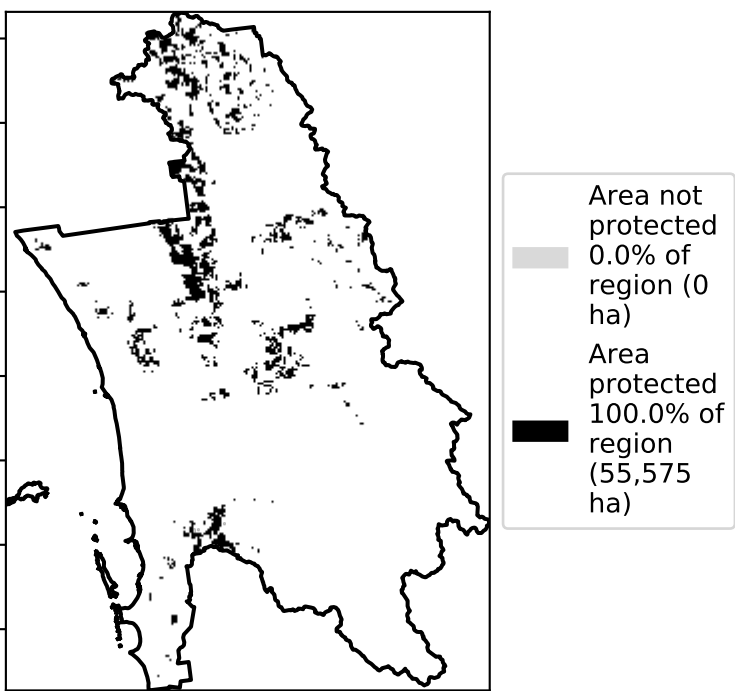 Area not
protected
0.0% of
region (0
ha)
Area
protected
100.0% of
region
(55,575
ha)